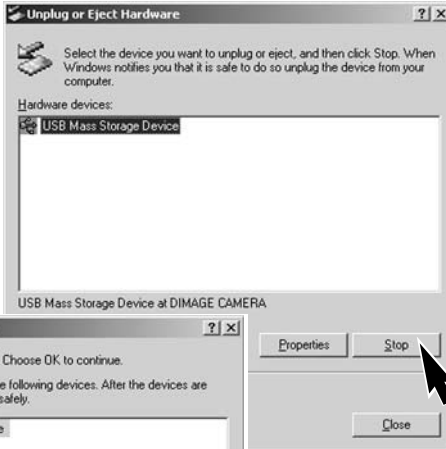 Unplug or Eject Hardware
Select the device you want to unplug or eject, and then click Stop. When
Windows notifies you that it is safe to do so unplug the device from your
computer.
Hardware devices:
USB Mass Storage Device
USB Mass Storage Device at DIMAGE CAMERA
Properties
Stop
Choose OK to continue.
e following devices. After the devices are
safely.
e
Close